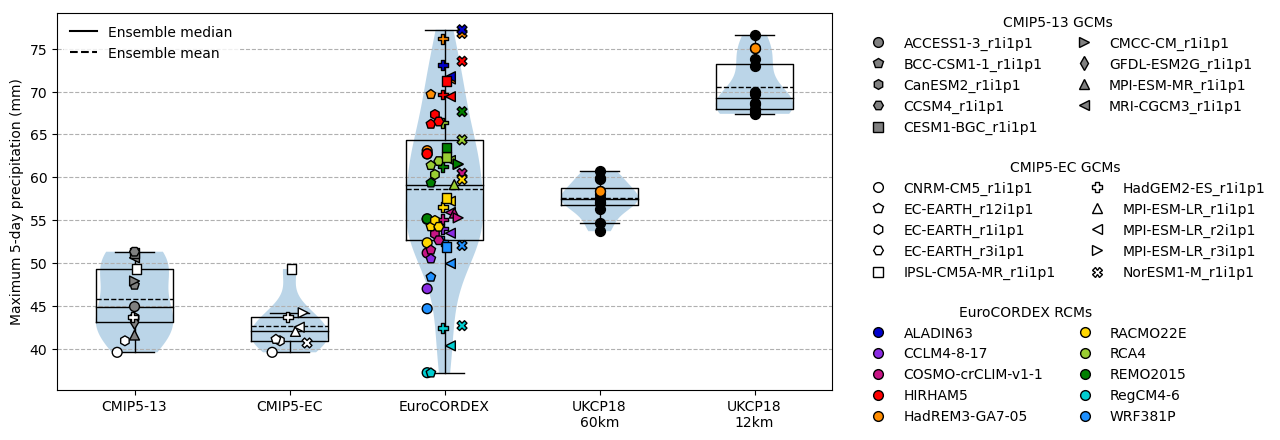 Ensemble median
Ensemble mean
Maximum 5-day precipitation (mm)
75
70
65
60
55
50
45
40
CMIP5-13
CMIP5-EC
EuroCORDEX
UKCP18
60km
UKCP18
12km
CMIP5-13 GCMs
ACCESS1-3_r1i1p1
BCC-CSM1-1_r1i1p1
CanESM2_r1i1p1
CCSM4_r1i1p1
CESM1-BGC_r1i1p1
CMCC-CM_r1i1p1
GFDL-ESM2G_r1i1p1
MPI-ESM-MR_r1i1p1
MRI-CGCM3_r1i1p1
CMIP5-EC GCMs
CNRM-CM5_r1i1p1
EC-EARTH_r12i1p1
EC-EARTH_r1i1p1
EC-EARTH_r3i1p1
IPSL-CM5A-MR_r1i1p1
HadGEM2-ES_r1i1p1
MPI-ESM-LR_r1i1p1
MPI-ESM-LR_r2i1p1
MPI-ESM-LR_r3i1p1
NorESM1-M_r1i1p1
EuroCORDEX RCMs
ALADIN63
CCLM4-8-17
COSMO-crCLIM-v1-1
HIRHAM5
HadREM3-GA7-05
RACMO22E
RCA4
REMO2015
RegCM4-6
WRF381P